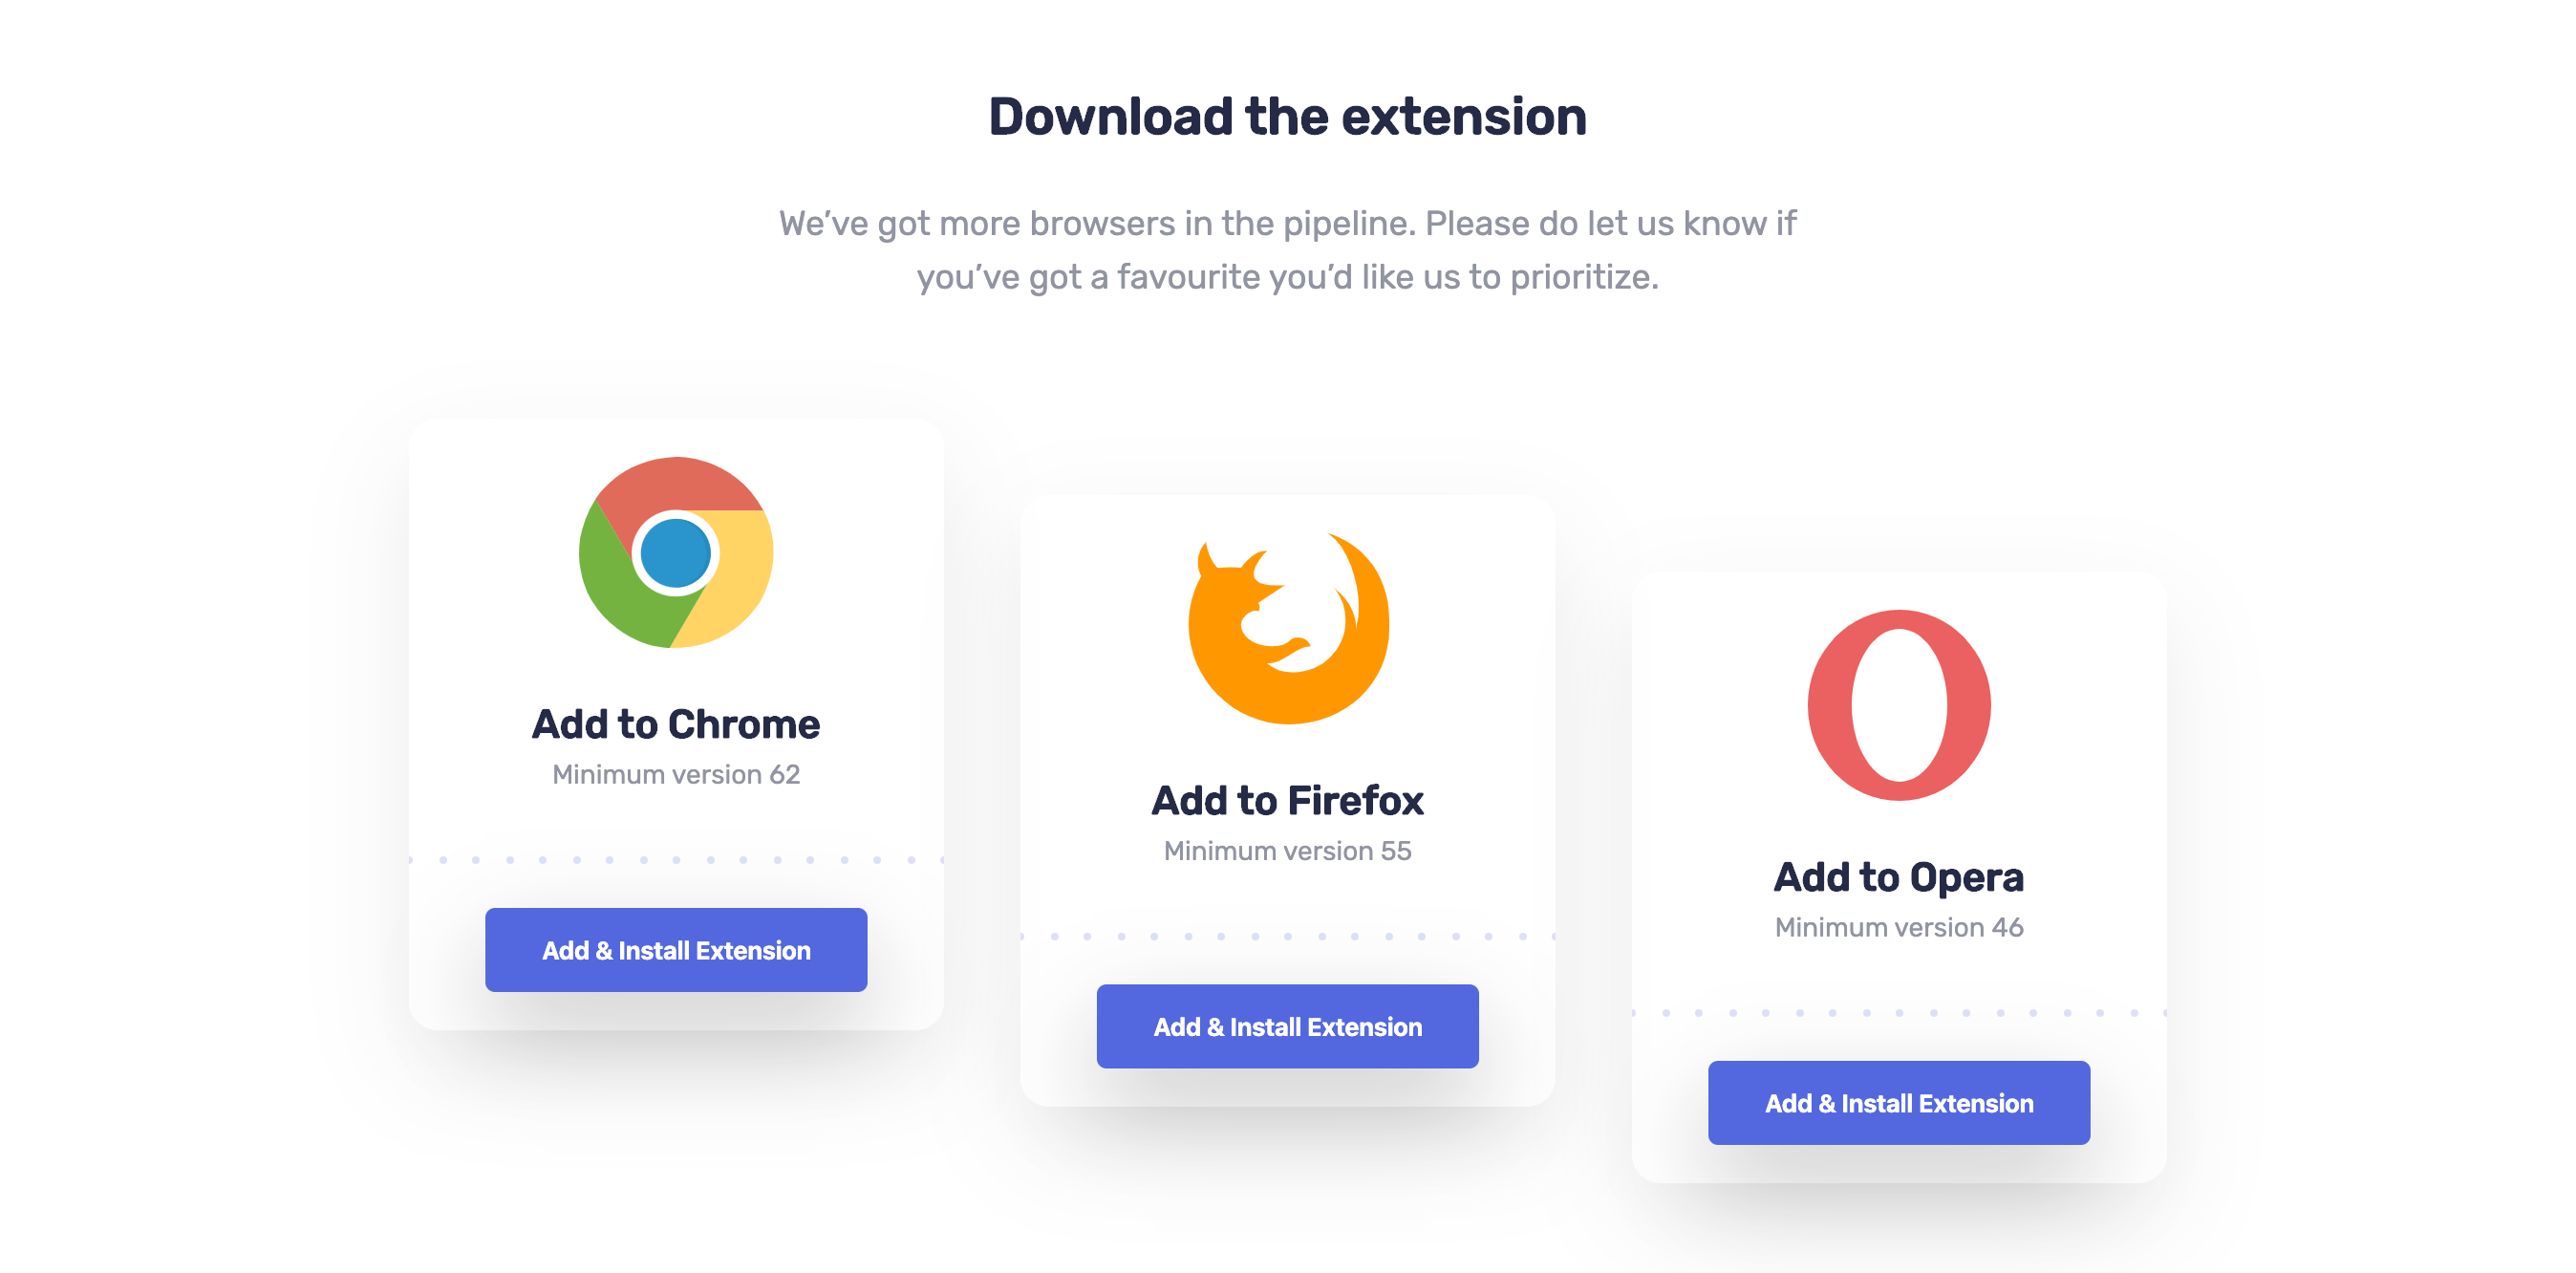 Download the extension
We’ve got more browsers in the pipeline. Please do let us know if
you’ve got a favourite you’d like us to prioritize.
Add to Chrome
Minimum version 62
Add & Install Extension
Add to Firefox
Minimum version 55
Add & Install Extension
Add to Opera
Minimum version 46
Add & Install Extension